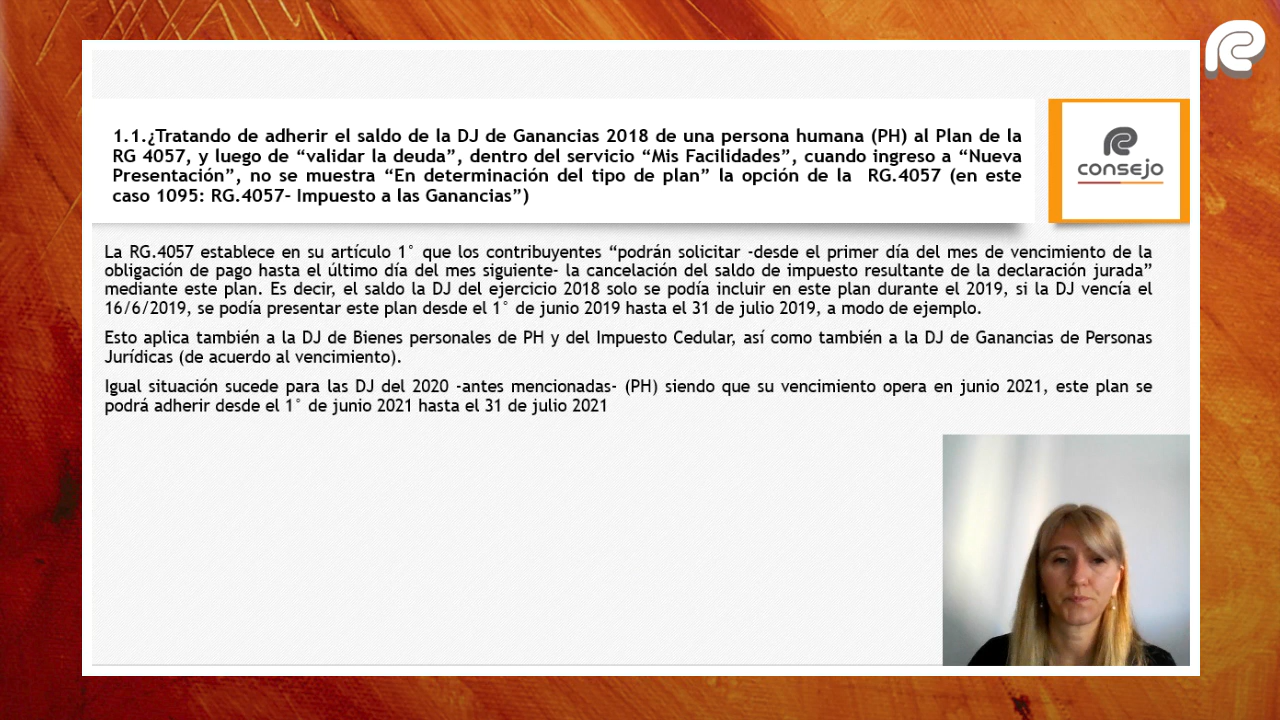 1.1.¿Tratando de adherir el saldo de la DJ de Ganancias 2018 de una persona humana (PH) al Plan de la
RG 4057, y luego de “validar la deuda”, dentro del servicio “Mis Facilidades”, cuando ingreso a “Nueva
Presentación”, no se muestra “En determinación del tipo de plan” la opción de la RG.4057 (en este
caso 1095: RG.4057- Impuesto a las Ganancias”)
consejo
La RG.4057 establece en su artículo 1° que los contribuyentes “podrán solicitar -desde el primer día del mes de vencimiento de la
obligación de pago hasta el último día del mes siguiente- la cancelación del saldo de impuesto resultante de la declaración jurada”
mediante este plan. Es decir, el saldo la DJ del ejercicio 2018 solo se podía incluir en este plan durante el 2019, si la DJ vencía el
16/6/2019, se podía presentar este plan desde el 1° de junio 2019 hasta el 31 de julio 2019, a modo de ejemplo.
Esto aplica también a la DJ de Bienes personales de PH y del Impuesto Cedular, así como también a la DJ de Ganancias de Personas
Jurídicas (de acuerdo al vencimiento).
Igual situación sucede para las DJ del 2020 -antes mencionadas- (PH) siendo que su vencimiento opera en junio 2021, este plan se
podrá adherir desde el 1° de junio 2021 hasta el 31 de julio 2021